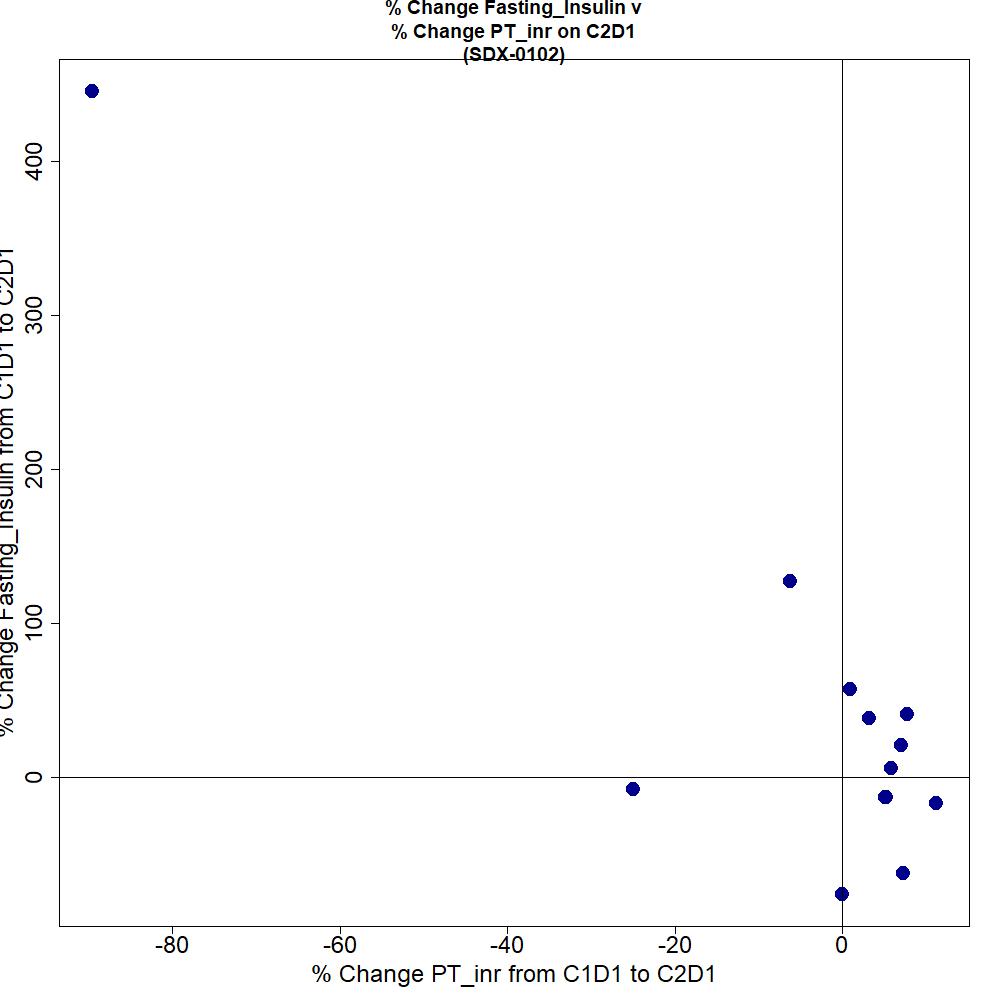 % Change Fasting_Insulin v
% Change PT_inr on C2D1
(SDX-0102)
% Change Fasting_Insulin from C1D1 to C2D1
400
300
200
100
0
-80
-60
-40
-20
0
% Change PT_inr from C1D1 to C2D1